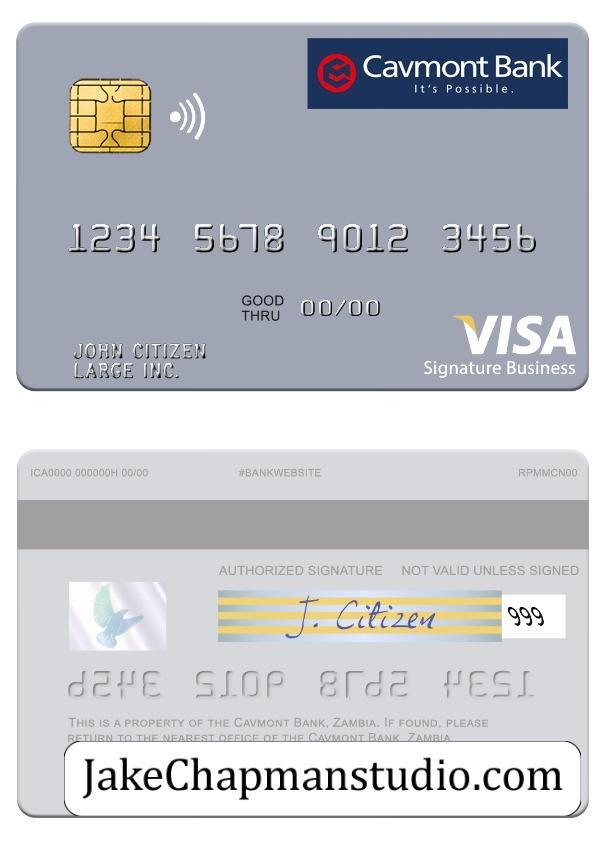 Cavmont Bank
It's Possible.
1234 5678 9012 3456
GOOD THRU 00/00
JOHN CITIZEN
LARGE INC.
VISA
Signature Business
ICA0000 000000H 00/00 #BANKWEBSITE RPMMCN00
AUTHORIZED SIGNATURE NOT VALID UNLESS SIGNED
J. Citizen 999
THIS IS A PROPERTY OF THE CAVMONT BANK, ZAMBIA. IF FOUND, PLEASE
RETURN TO THE NEAREST OFFICE OF THE CAVMONT BANK, ZAMBIA
JakeChapmanstudio.com